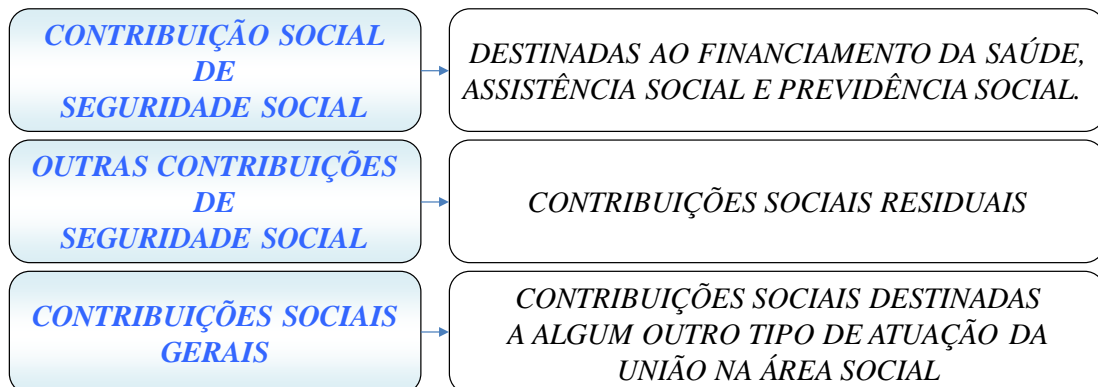 CONTRIBUIÇÃO SOCIAL
DE
SEGURIDADE SOCIAL
DESTINADAS AO FINANCIAMENTO DA SAÚDE,
ASSISTÊNCIA SOCIAL E PREVIDÊNCIA SOCIAL.
OUTRAS CONTRIBUIÇÕES
DE
SEGURIDADE SOCIAL
CONTRIBUIÇÕES SOCIAIS RESIDUAIS
CONTRIBUIÇÕES SOCIAIS
GERAIS
CONTRIBUIÇÕES SOCIAIS DESTINADAS
A ALGUM OUTRO TIPO DE ATUAÇÃO DA
UNIÃO NA ÁREA SOCIAL